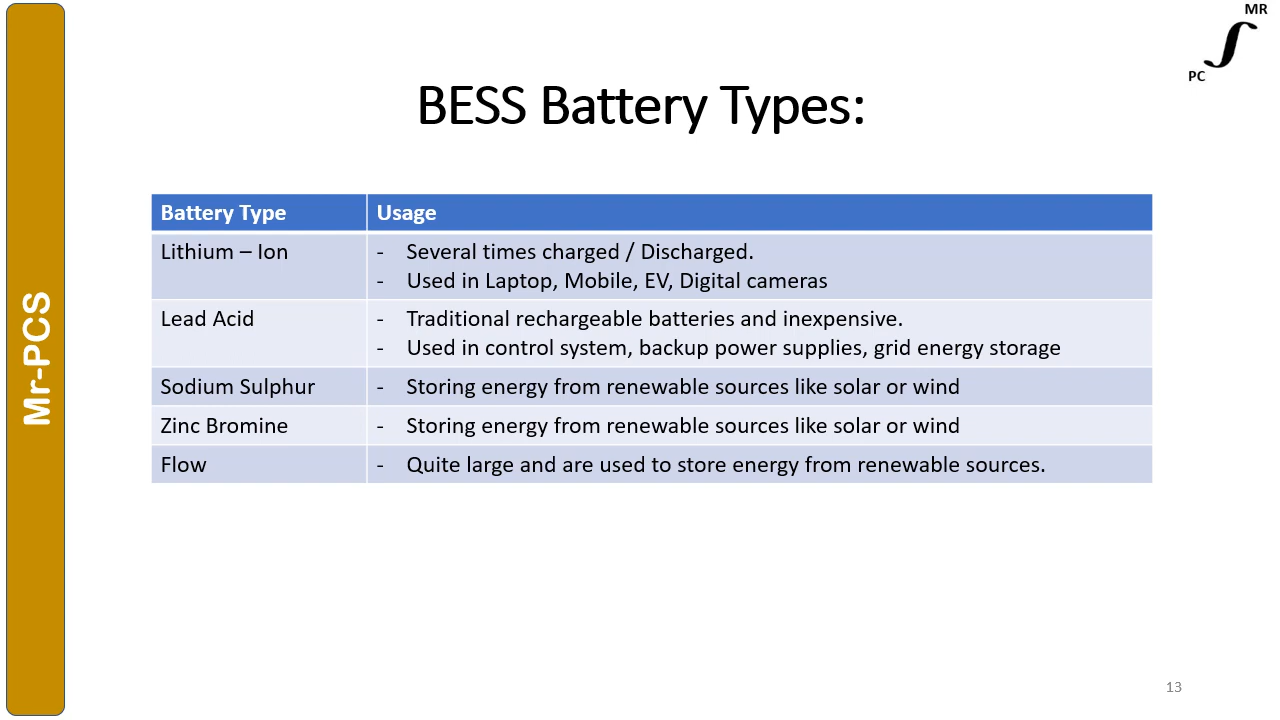 MR
PC
Mr-PCS
BESS Battery Types:
Battery Type Usage
Lithium – Ion - Several times charged / Discharged.
- Used in Laptop, Mobile, EV, Digital cameras
Lead Acid - Traditional rechargeable batteries and inexpensive.
- Used in control system, backup power supplies, grid energy storage
Sodium Sulphur - Storing energy from renewable sources like solar or wind
Zinc Bromine - Storing energy from renewable sources like solar or wind
Flow - Quite large and are used to store energy from renewable sources.
13